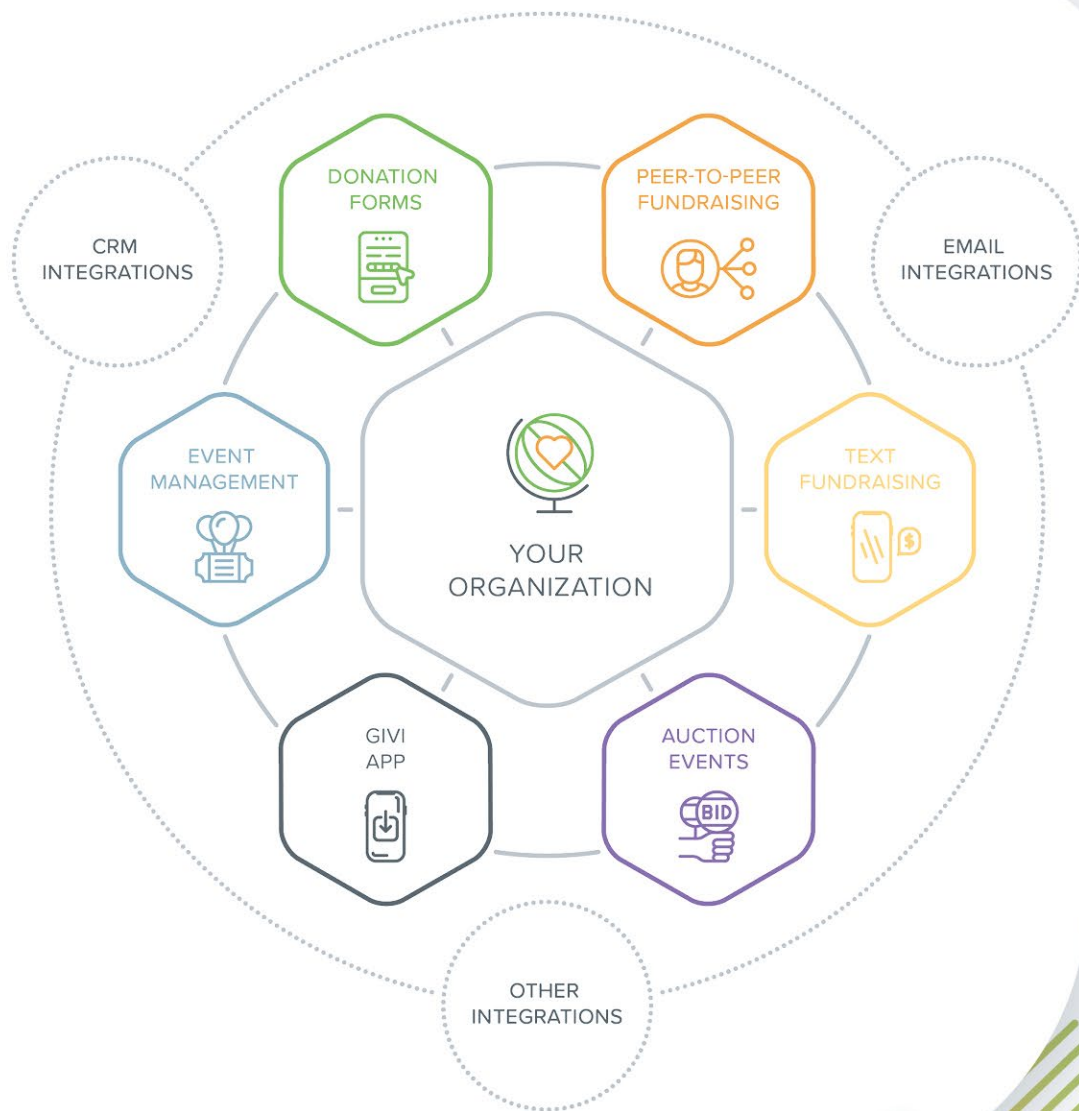 DONATION
FORMS
PEER-TO-PEER
FUNDRAISING
CRM
INTEGRATIONS
EMAIL
INTEGRATIONS
EVENT
MANAGEMENT
TEXT
FUNDRAISING
$
YOUR
ORGANIZATION
GIVI
APP
AUCTION
EVENTS
BID
OTHER
INTEGRATIONS